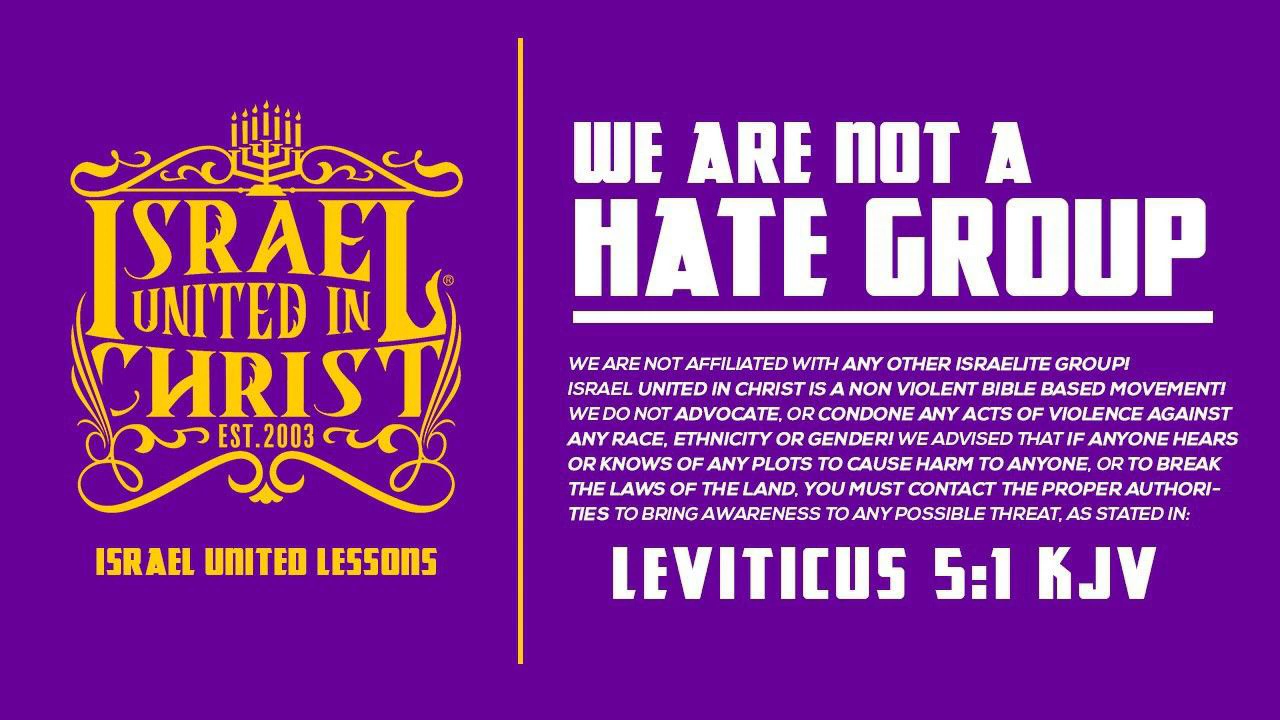 ISRAEL
UNITED IN
CHRIST
®
EST.2003
ISRAEL UNITED LESSONS
WE ARE NOT A
HATE GROUP
WE ARE NOT AFFILIATED WITH ANY OTHER ISRAELITE GROUP!
ISRAEL UNITED IN CHRIST IS A NON VIOLENT BIBLE BASED MOVEMENT!
WE DO NOT ADVOCATE, OR CONDONE ANY ACTS OF VIOLENCE AGAINST
ANY RACE, ETHNICITY OR GENDER! WE ADVISED THAT IF ANYONE HEARS
OR KNOWS OF ANY PLOTS TO CAUSE HARM TO ANYONE, OR TO BREAK
THE LAWS OF THE LAND, YOU MUST CONTACT THE PROPER AUTHORI-
TIES TO BRING AWARENESS TO ANY POSSIBLE THREAT, AS STATED IN:
LEVITICUS 5:1 KJV